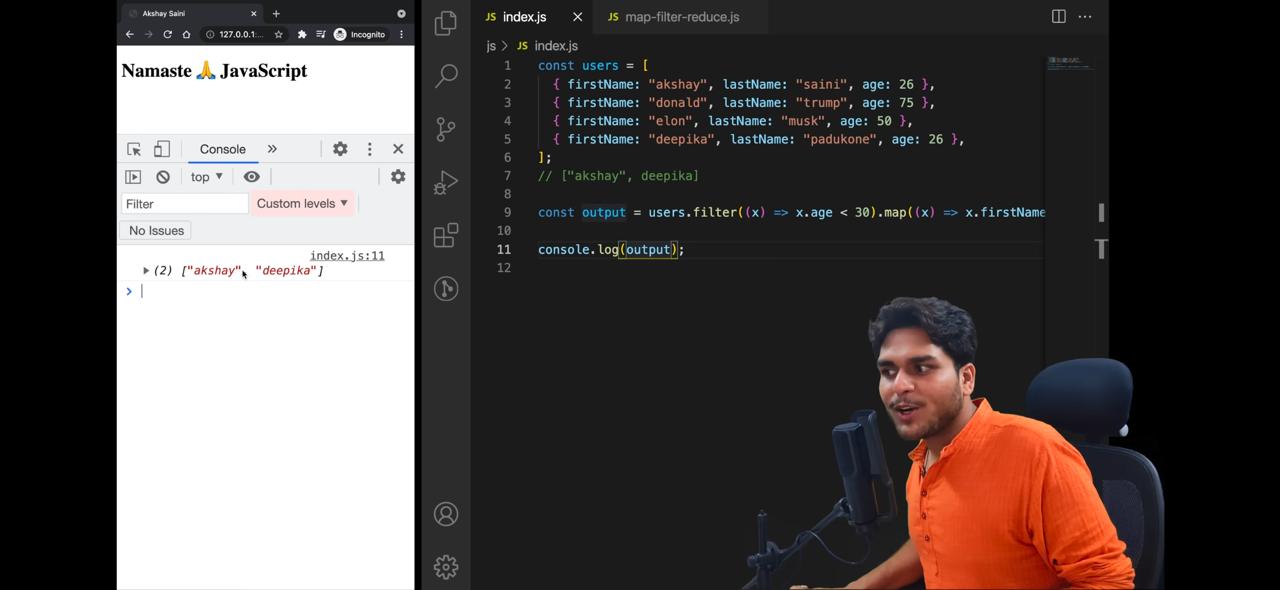 Akshay Saini
127.0.0.1:...
Incognito
Namaste 🙏 JavaScript
Console
top
Filter
Custom levels
No Issues
index.js:11
(2) ["akshay", "deepika"]
JS index.js
JS map-filter-reduce.js
js > JS index.js
1 const users = [
2 { firstName: "akshay", lastName: "saini", age: 26 },
3 { firstName: "donald", lastName: "trump", age: 75 },
4 { firstName: "elon", lastName: "musk", age: 50 },
5 { firstName: "deepika", lastName: "padukone", age: 26 },
6 ];
7 // ["akshay", deepika]
8
9 const output = users.filter((x) => x.age < 30).map((x) => x.firstName
10
11 console.log(output);
12